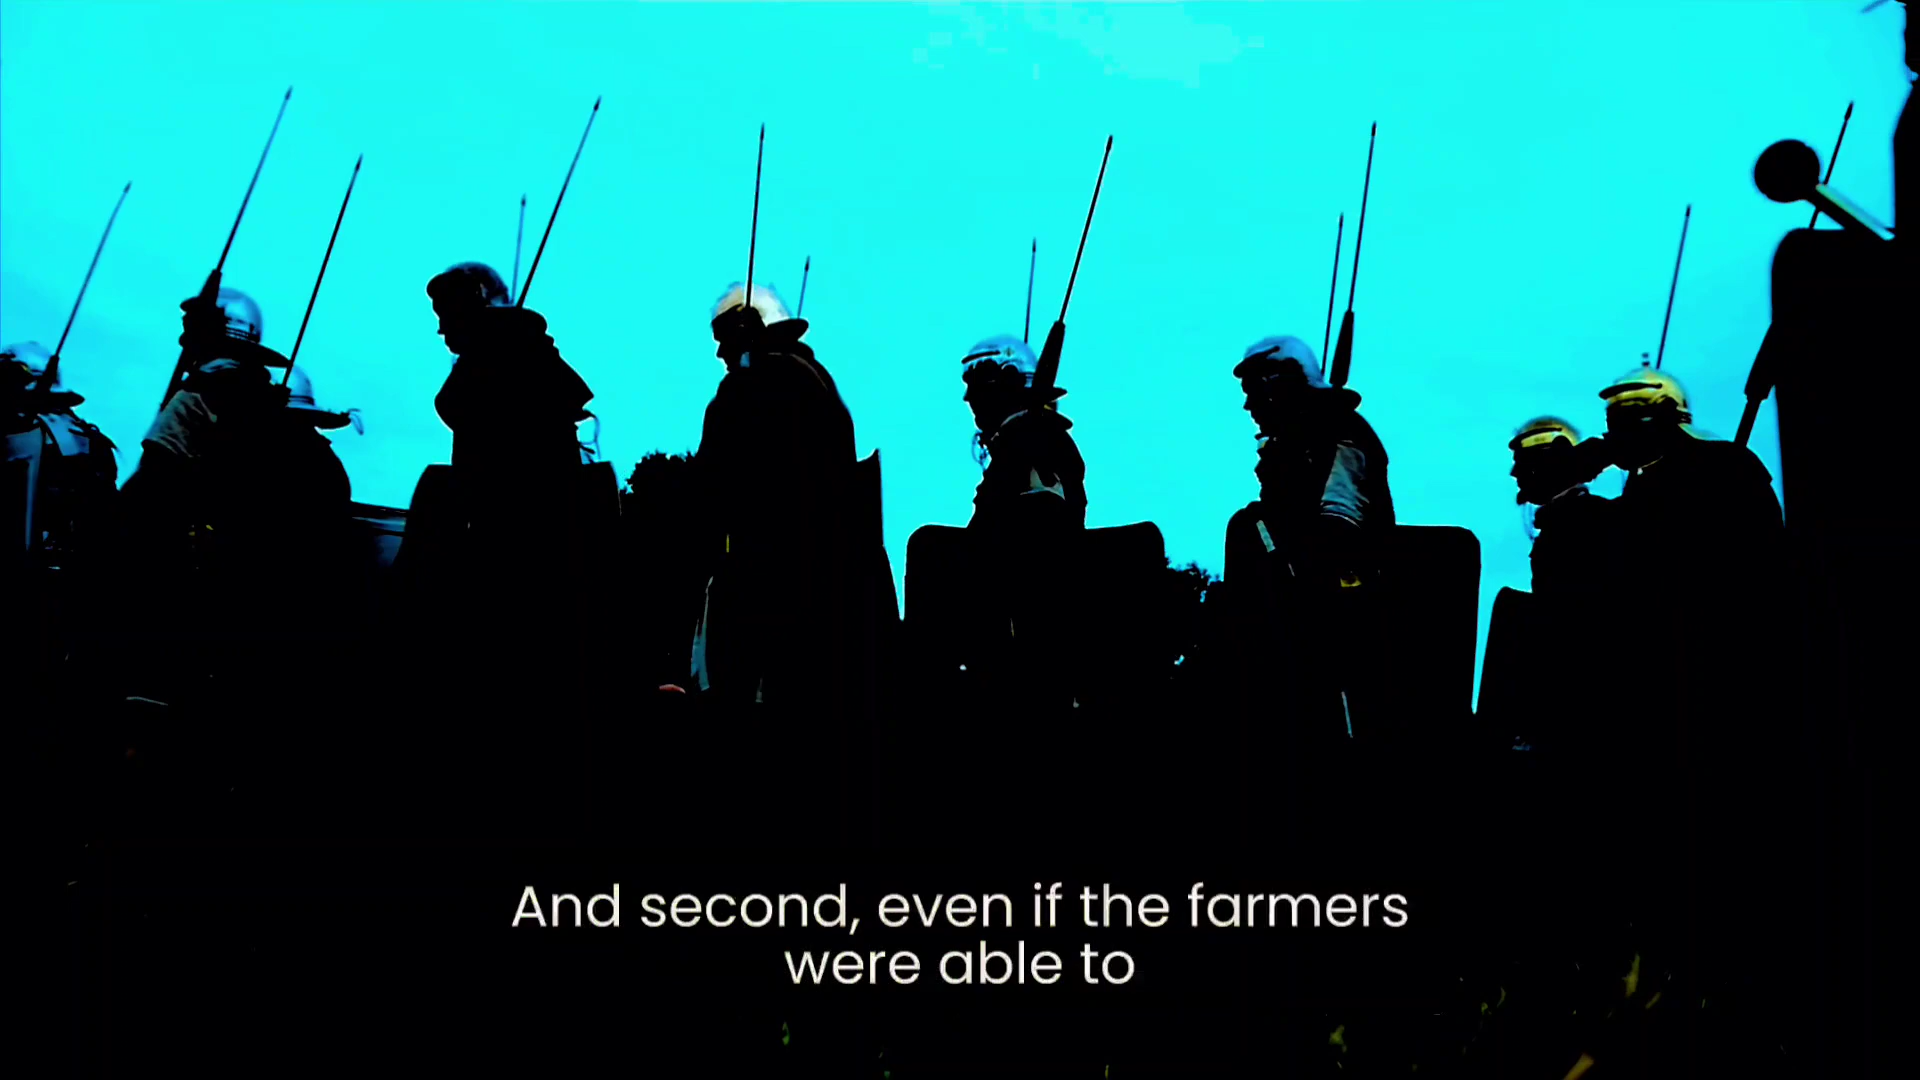 And second, even if the farmers
were able to